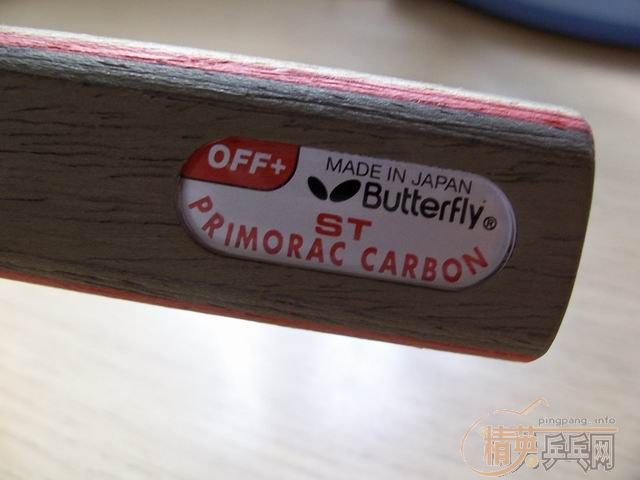 OFF+
MADE IN JAPAN
Butterfly®
ST
PRIMORAC CARBON
pingpang.info
精英乒乓网